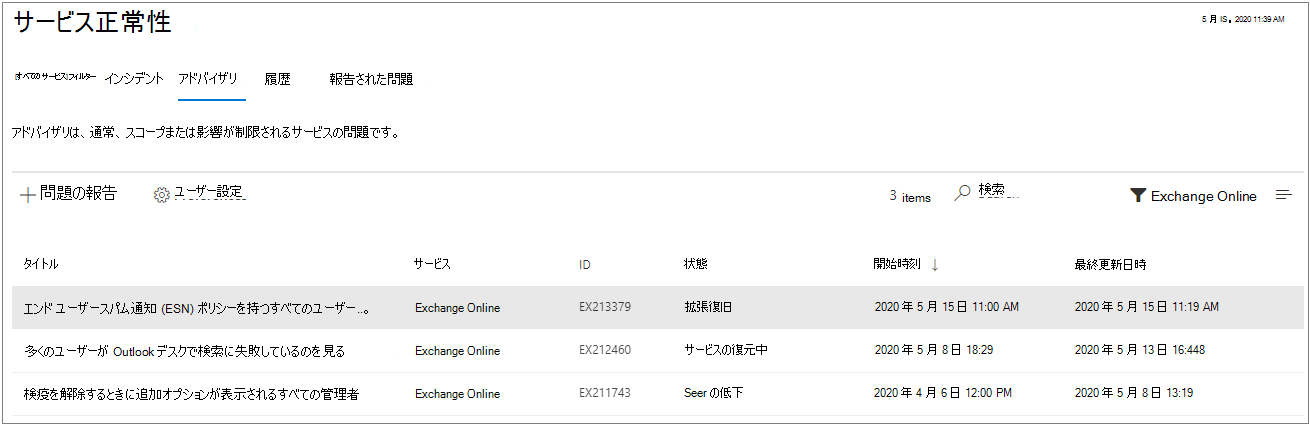 サービス正常性
5 月 IS。2020 11:39 AM
すべてのサービスフィルター インシデント アドバイザリ 履歴 報告された問題
アドバイザリは、通常、スコープまたは影響が制限されるサービスの問題です。
問題の報告 ユーザー設定 3 items 検索... Exchange Online
タイトル サービス ID 状態 開始時刻 ↓ 最終更新日時
エンド ユーザースパム通知 (ESN) ポリシーを持つすべてのユーザー...。 Exchange Online EX213379 拡張復旧 2020 年 5 月 15 日 11:00 AM 2020 年 5 月 15 日 11:19 AM
多くのユーザーが Outlook デスクで検索に失敗しているのを見る Exchange Online EX212460 サービスの復元中 2020 年 5 月 8 日 18:29 2020 年 5 月 13 日 16:448
検疫を解除するときに追加オプションが表示されるすべての管理者 Exchange Online EX211743 Seer の低下 2020 年 4 月 6 日 12:00 PM 2020 年 5 月 8 日 13:19